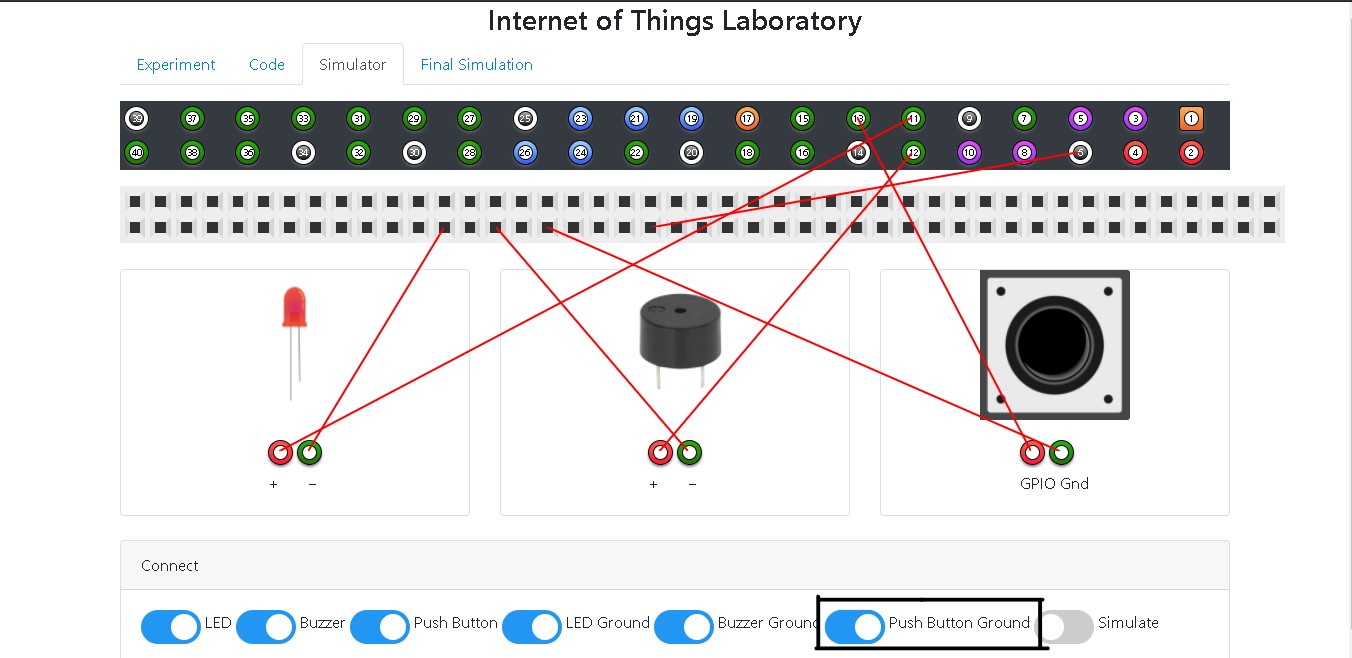 Internet of Things Laboratory
Experiment Code Simulator Final Simulation
39 37 35 33 31 29 27 25 23 21 19 17 15 13 11 9 7 5 3 1
40 38 36 34 32 30 28 26 24 22 20 18 16 14 12 10 8 5 4 2
+ − + − GPIO Gnd
Connect
LED Buzzer Push Button LED Ground Buzzer Ground Push Button Ground Simulate